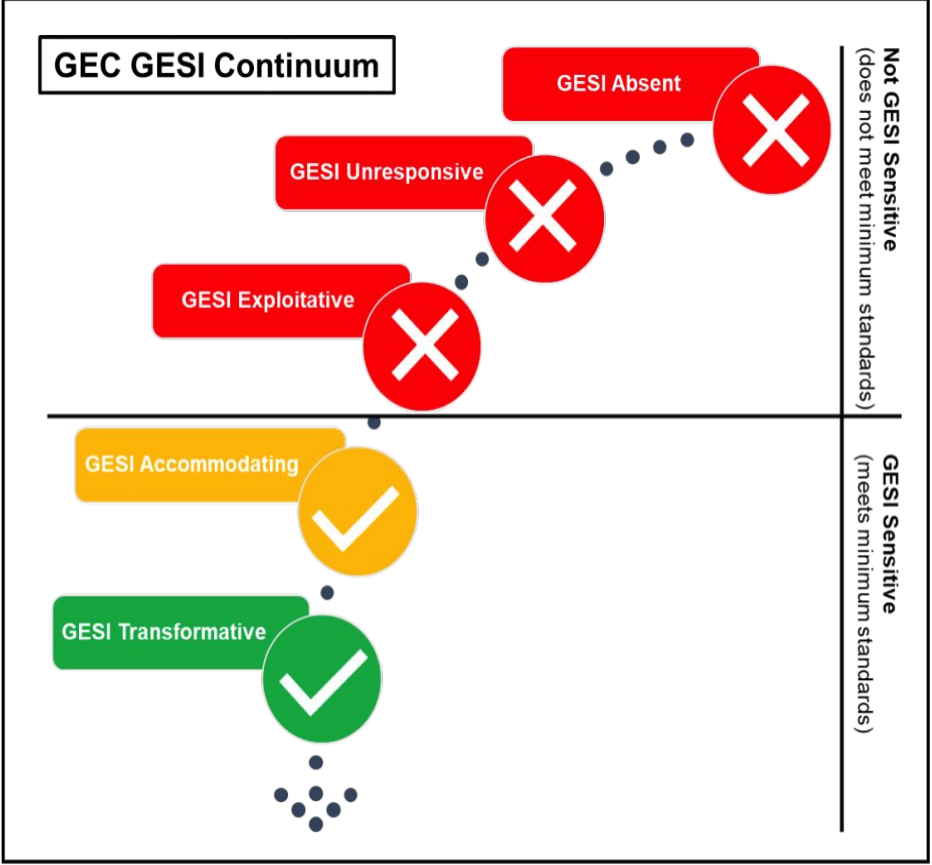 GEC GESI Continuum
GESI Absent
GESI Unresponsive
GESI Exploitative
GESI Accommodating
GESI Transformative
Not GESI Sensitive
(does not meet minimum standards)
GESI Sensitive
(meets minimum standards)